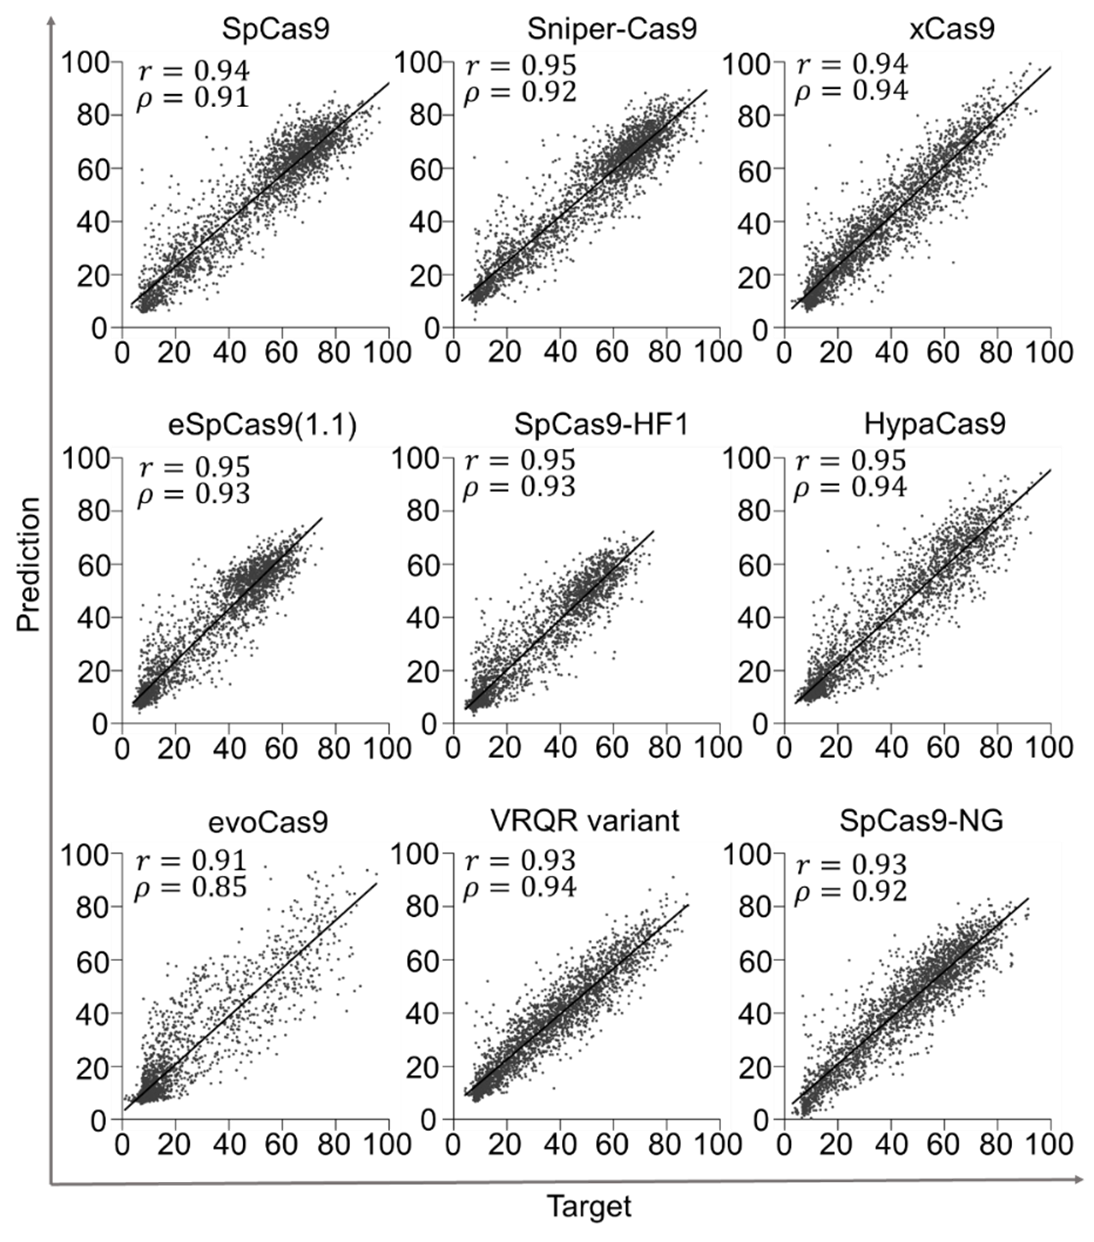 SpCas9
Sniper-Cas9
xCas9
r = 0.94
ρ = 0.91
r = 0.95
ρ = 0.92
r = 0.94
ρ = 0.94
100
80
60
40
20
0
100
80
60
40
20
0
100
80
60
40
20
0
0 20 40 60 80 100
0 20 40 60 80 100
0 20 40 60 80 100
eSpCas9(1.1)
SpCas9-HF1
HypaCas9
r = 0.95
ρ = 0.93
r = 0.95
ρ = 0.93
r = 0.95
ρ = 0.94
100
80
60
40
20
0
100
80
60
40
20
0
100
80
60
40
20
0
0 20 40 60 80 100
0 20 40 60 80 100
0 20 40 60 80 100
Prediction
evoCas9
VRQR variant
SpCas9-NG
r = 0.91
ρ = 0.85
r = 0.93
ρ = 0.94
r = 0.93
ρ = 0.92
100
80
60
40
20
0
100
80
60
40
20
0
100
80
60
40
20
0
0 20 40 60 80 100
0 20 40 60 80 100
0 20 40 60 80 100
Target